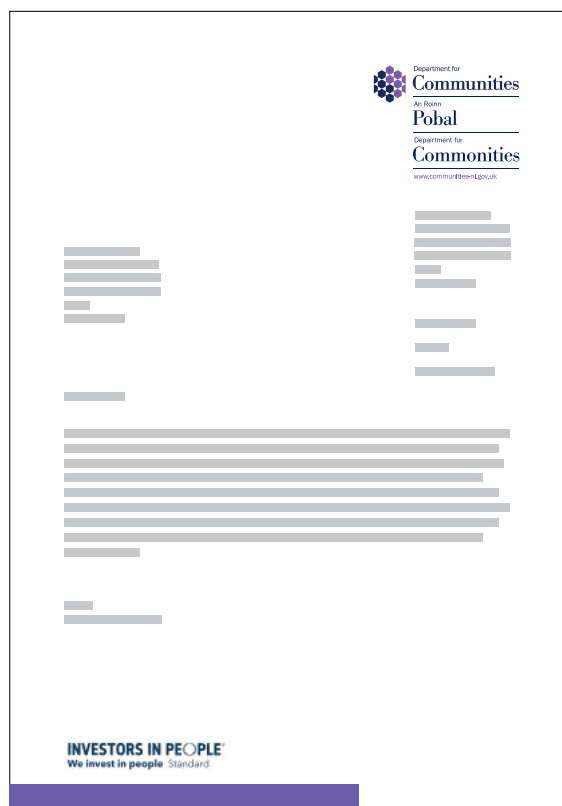 Department for
Communities
An Roinn
Pobal
Depairtment fur
Commonities
www.communities-ni.gov.uk
INVESTORS IN PEOPLE
We invest in people Standard